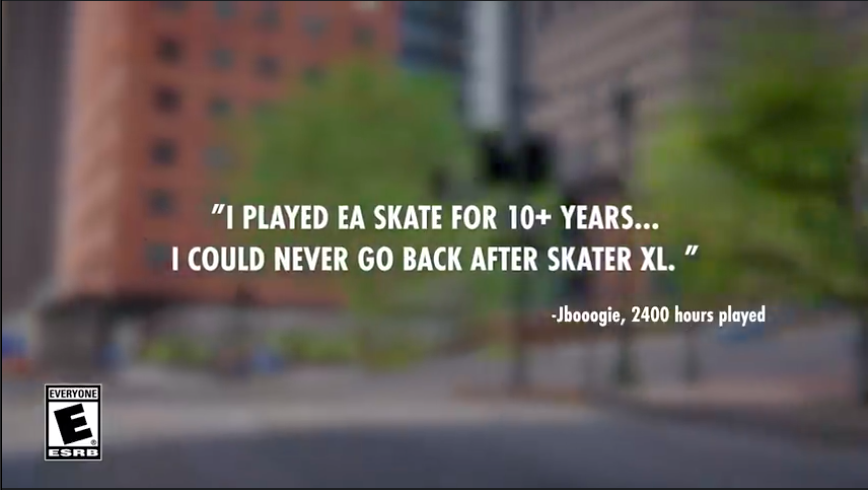 "I PLAYED EA SKATE FOR 10+ YEARS...
I COULD NEVER GO BACK AFTER SKATER XL. "
-Jbooogie, 2400 hours played
EVERYONE
E
ESRB